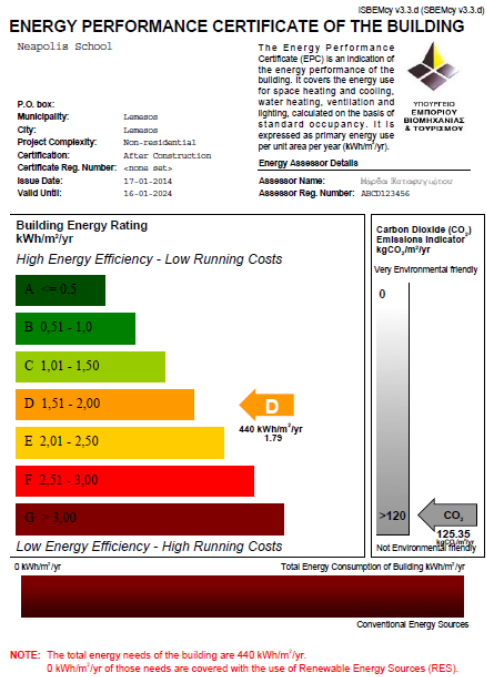 ISBEMcy v3.3.d (SBEMcy v3.3.d)
ENERGY PERFORMANCE CERTIFICATE OF THE BUILDING
Neapolis School
The Energy Performance
Certificate (EPC) is an indication of
the energy performance of the
building. It covers the energy use
for space heating and cooling,
water heating, ventilation and
lighting, calculated on the basis of
standard occupancy. It is
expressed as primary energy use
per unit area per year (kWh/m²/yr).
ΥΠΟΥΡΓΕΙΟ
ΕΜΠΟΡΙΟΥ
ΒΙΟΜΗΧΑΝΙΑΣ
& ΤΟΥΡΙΣΜΟΥ
P.O. box:
Municipality: Lemesos
City: Lemesos
Project Complexity: Non-residential
Certification: After Construction
Certificate Reg. Number: <none set>
Issue Date: 17-01-2014
Valid Until: 16-01-2024
Energy Assessor Details
Assessor Name:
Assessor Reg. Number: ABCD123456
Building Energy Rating
kWh/m²/yr
High Energy Efficiency - Low Running Costs
A <= 0.5
B 0,51 - 1,0
C 1,01 - 1,50
D 1,51 - 2,00
D
440 kWh/m²/yr
1.79
E 2,01 - 2,50
F 2,51 - 3,00
G > 3,00
Low Energy Efficiency - High Running Costs
Carbon Dioxide (CO₂)
Emissions Indicator
kgCO₂/m²/yr
Very Environmental friendly
0
>120
CO₂
125.35
kgCO₂/m²/yr
Not Environmental friendly
0 kWh/m²/yr
Total Energy Consumption of Building kWh/m²/yr
Conventional Energy Sources
NOTE: The total energy needs of the building are 440 kWh/m²/yr.
0 kWh/m²/yr of those needs are covered with the use of Renewable Energy Sources (RES).